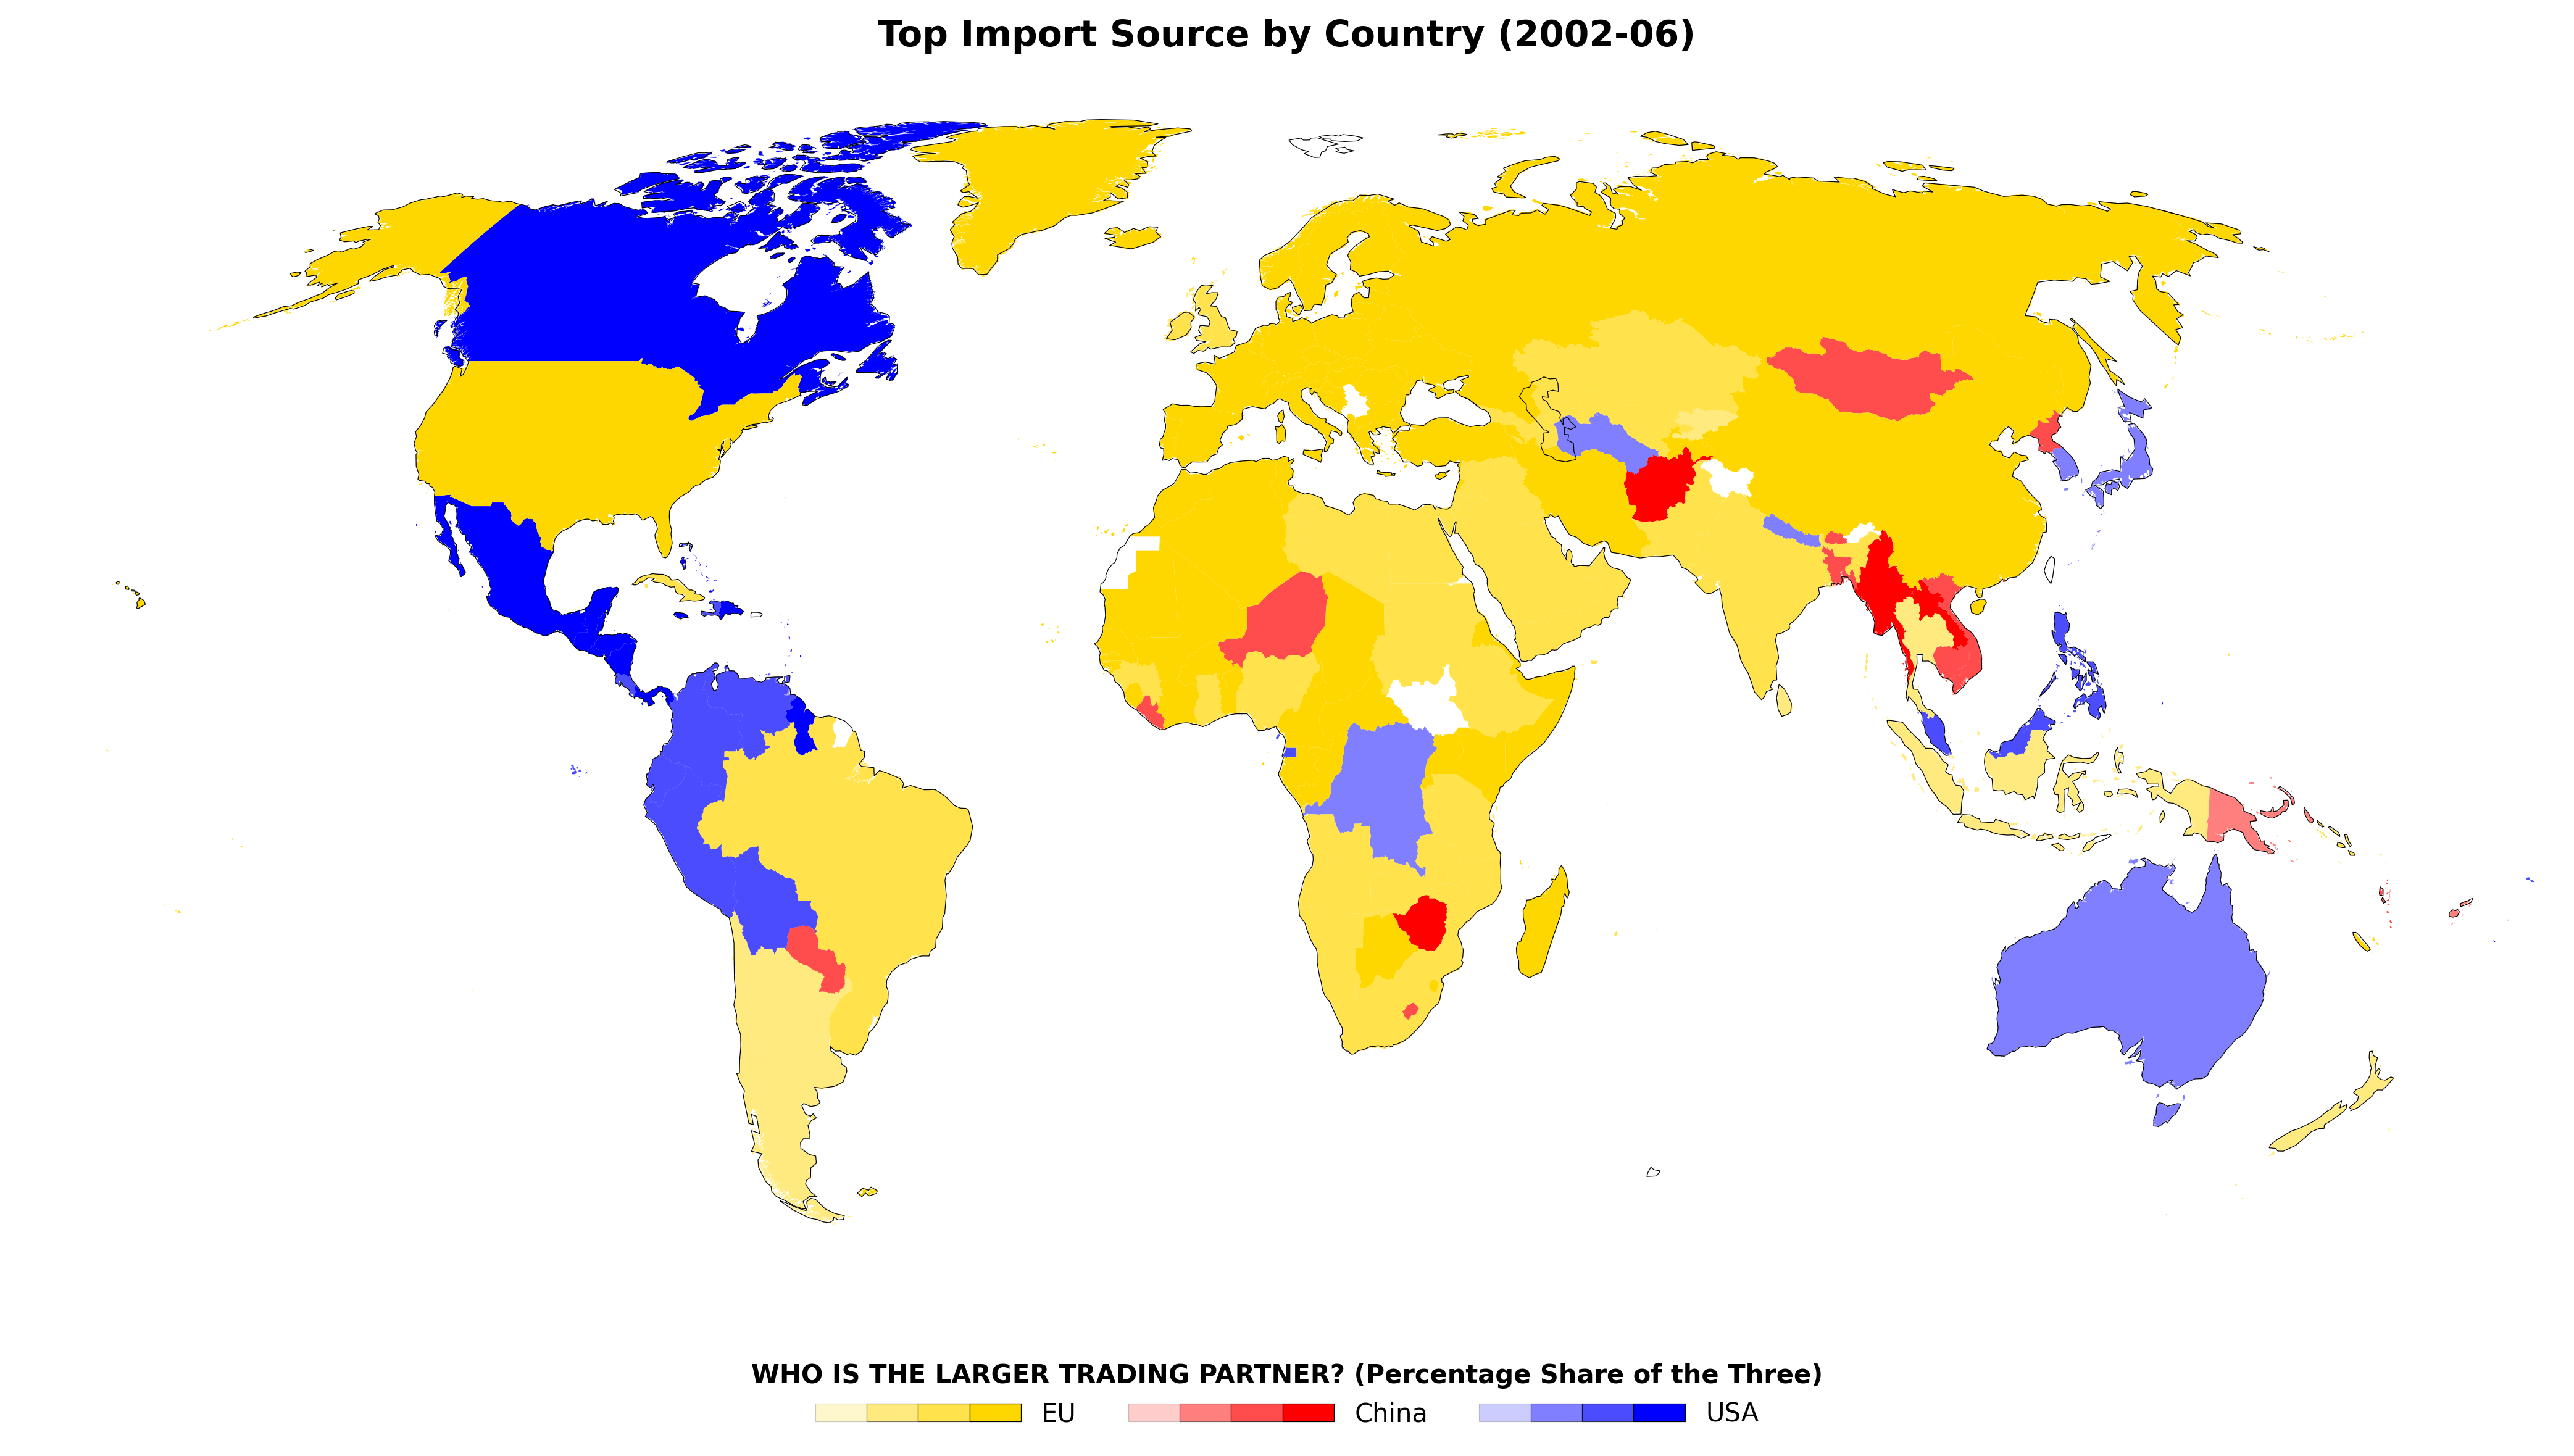 Top Import Source by Country (2002-06)
WHO IS THE LARGER TRADING PARTNER? (Percentage Share of the Three)
EU China USA